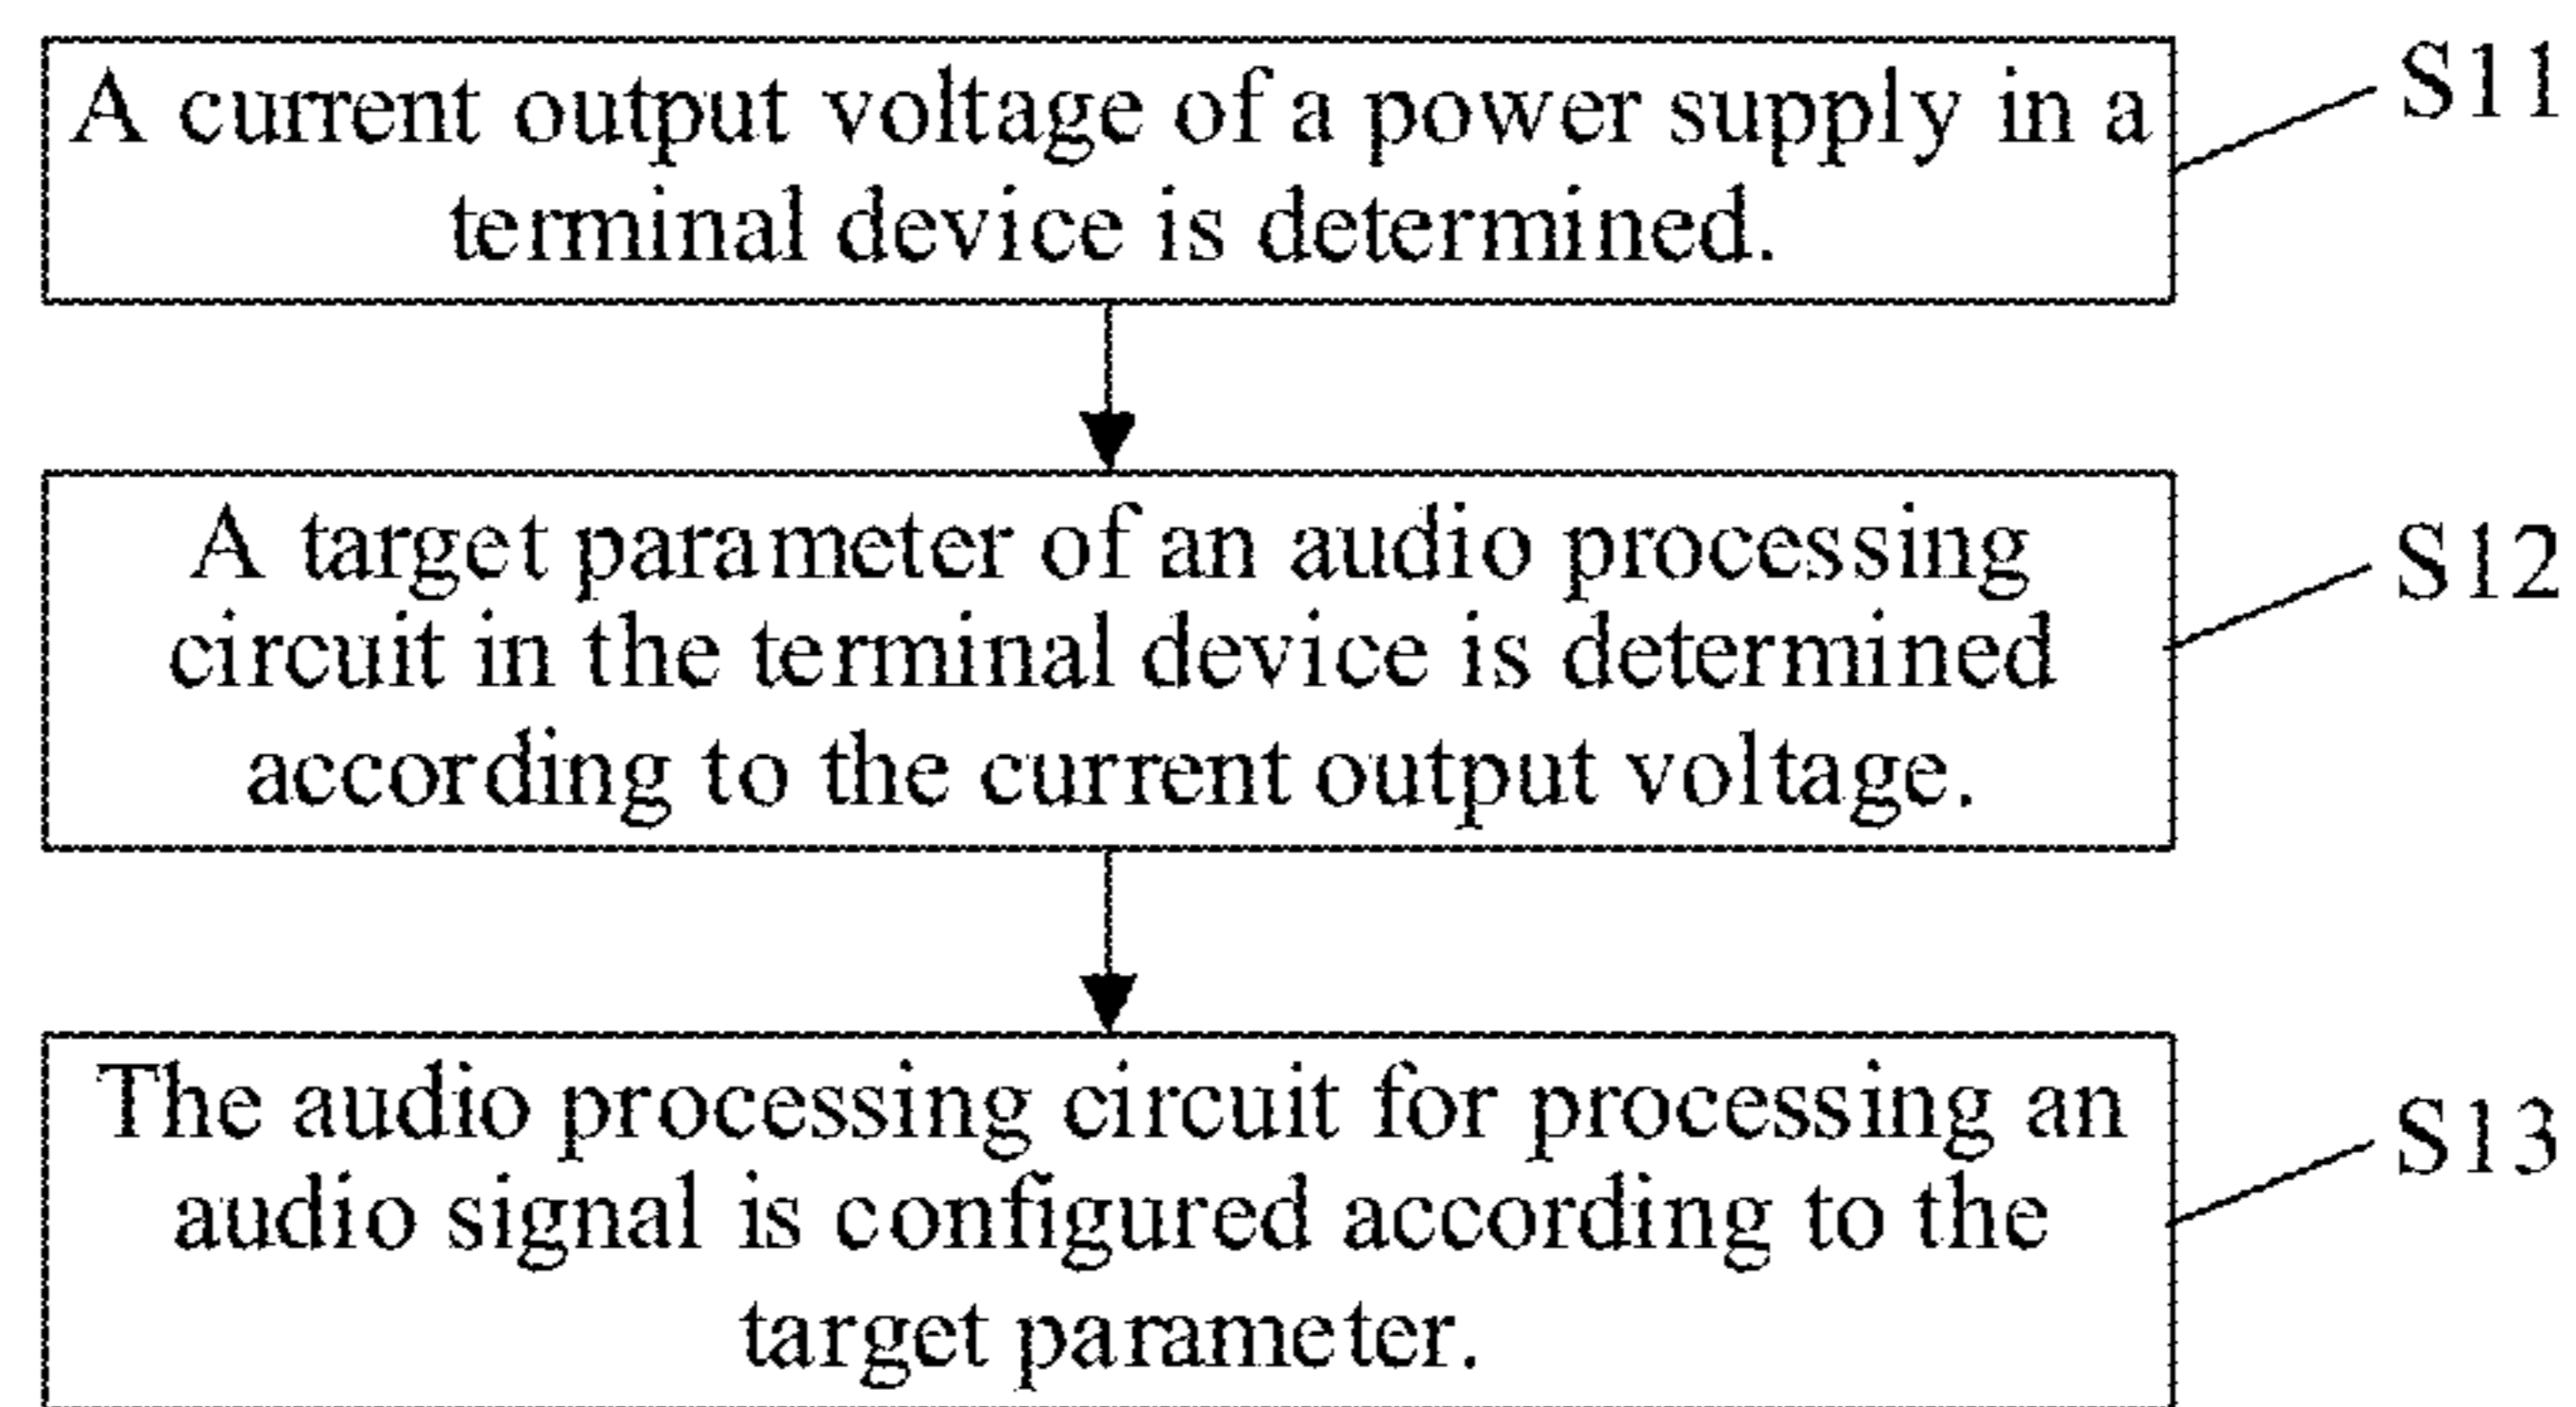 A current output voltage of a power supply in a
terminal device is determined.
S11
A target parameter of an audio processing
circuit in the terminal device is determined
according to the current output voltage.
S12
The audio processing circuit for processing an
audio signal is configured according to the
target parameter.
S13